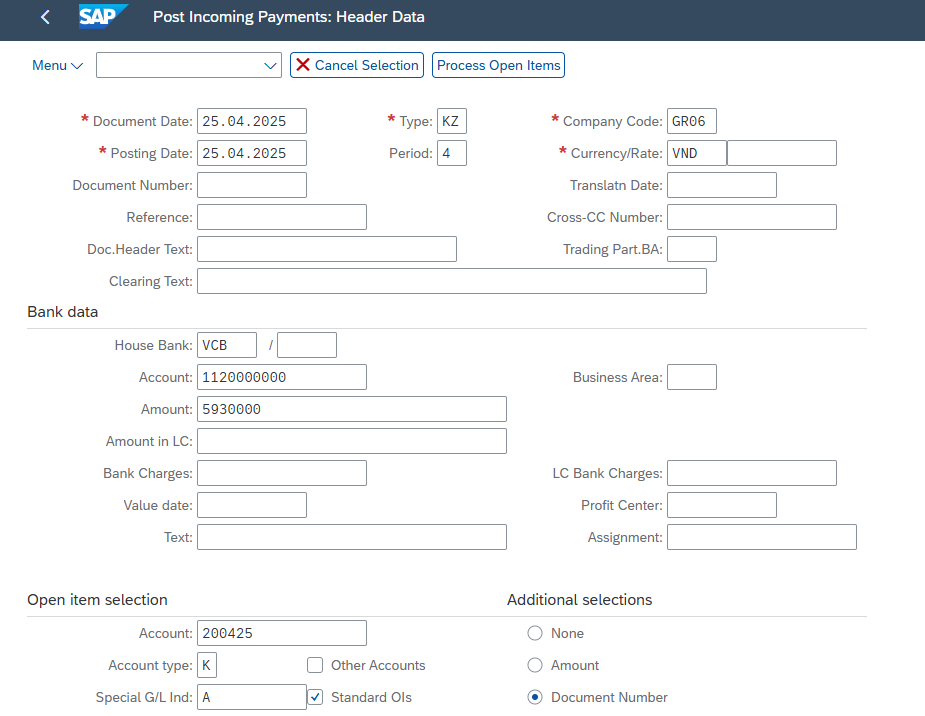 SAP Post Incoming Payments: Header Data
Menu Cancel Selection Process Open Items
* Document Date: 25.04.2025 * Type: KZ * Company Code: GR06
* Posting Date: 25.04.2025 Period: 4 * Currency/Rate: VND
Document Number: Translatn Date:
Reference: Cross-CC Number:
Doc.Header Text: Trading Part.BA:
Clearing Text:
Bank data
House Bank: VCB /
Account: 1120000000 Business Area:
Amount: 5930000
Amount in LC:
Bank Charges: LC Bank Charges:
Value date: Profit Center:
Text: Assignment:
Open item selection Additional selections
Account: 200425 None
Account type: K Other Accounts Amount
Special G/L Ind: A Standard OIs Document Number